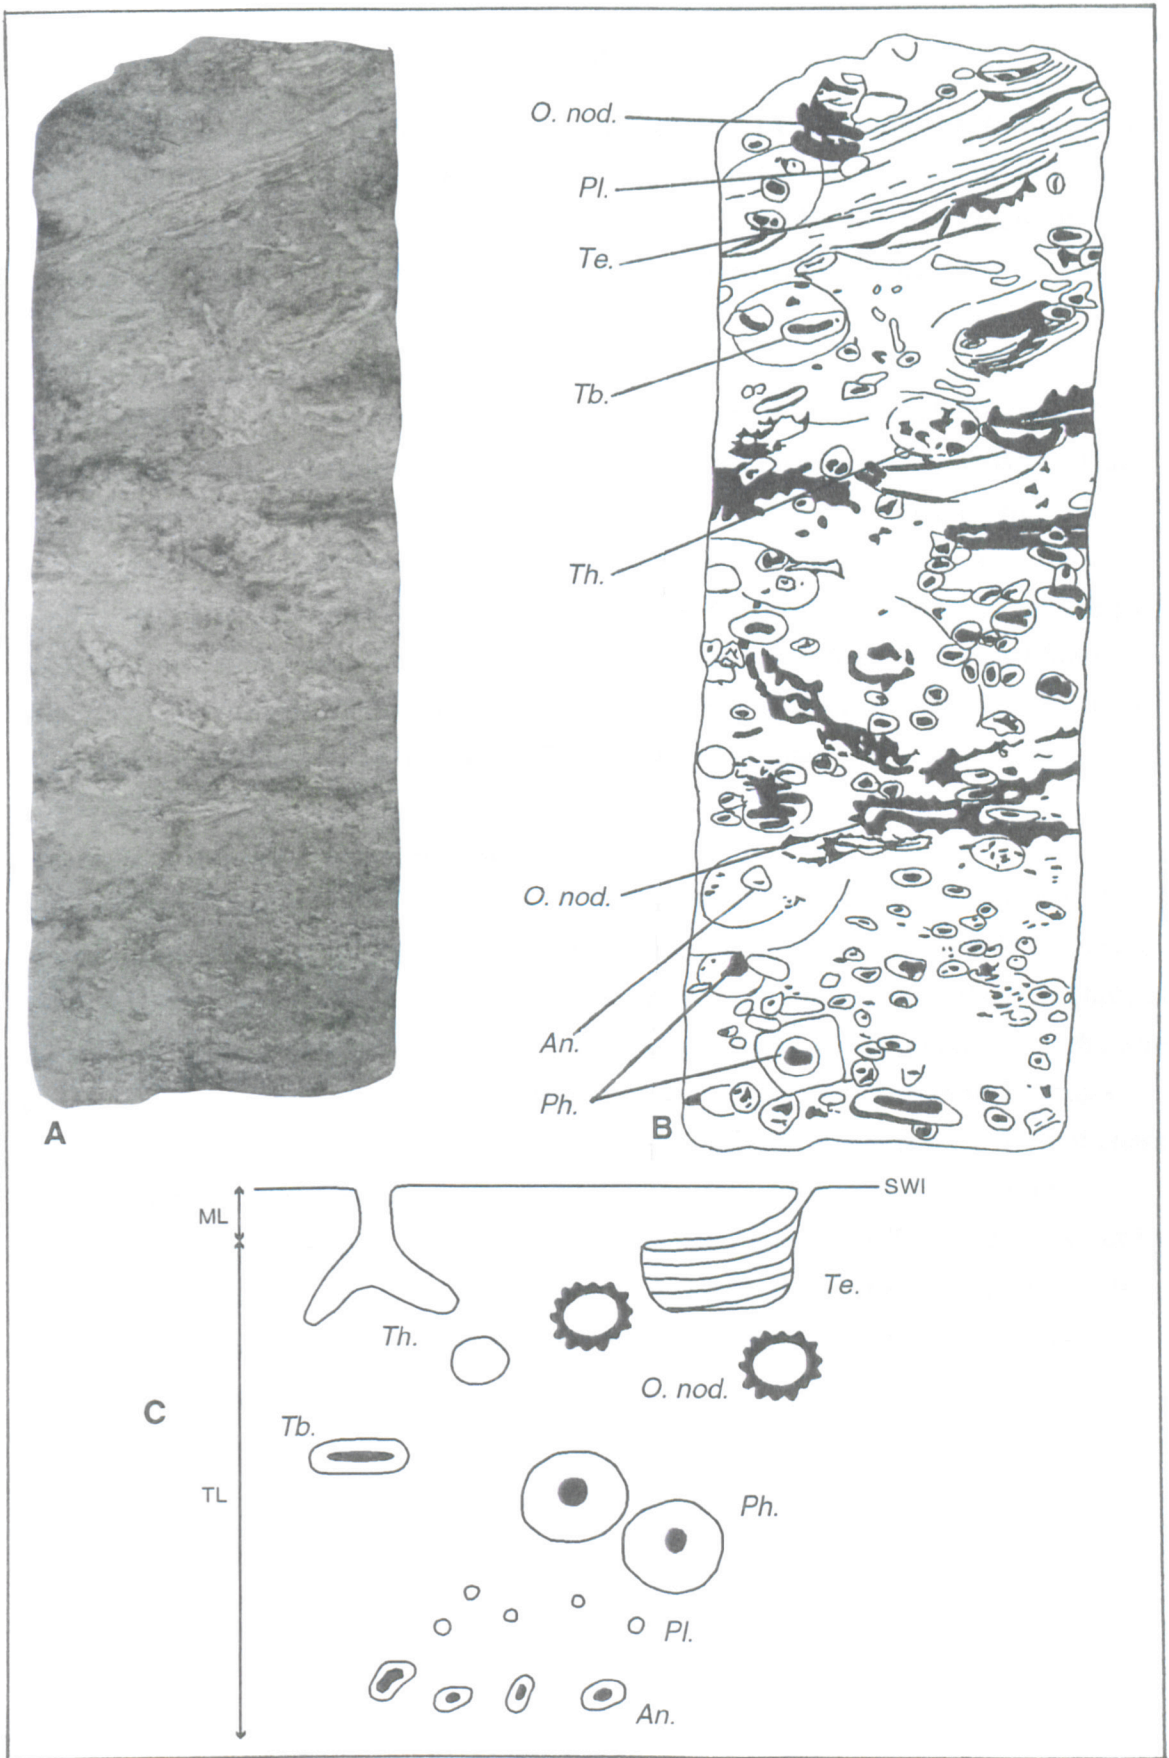 O. nod.
Pl.
Te.
Tb.
Th.
O. nod.
An.
Ph.
A
B
SWI
ML
Te.
Th.
O. nod.
C
Tb.
TL
Ph.
Pl.
An.